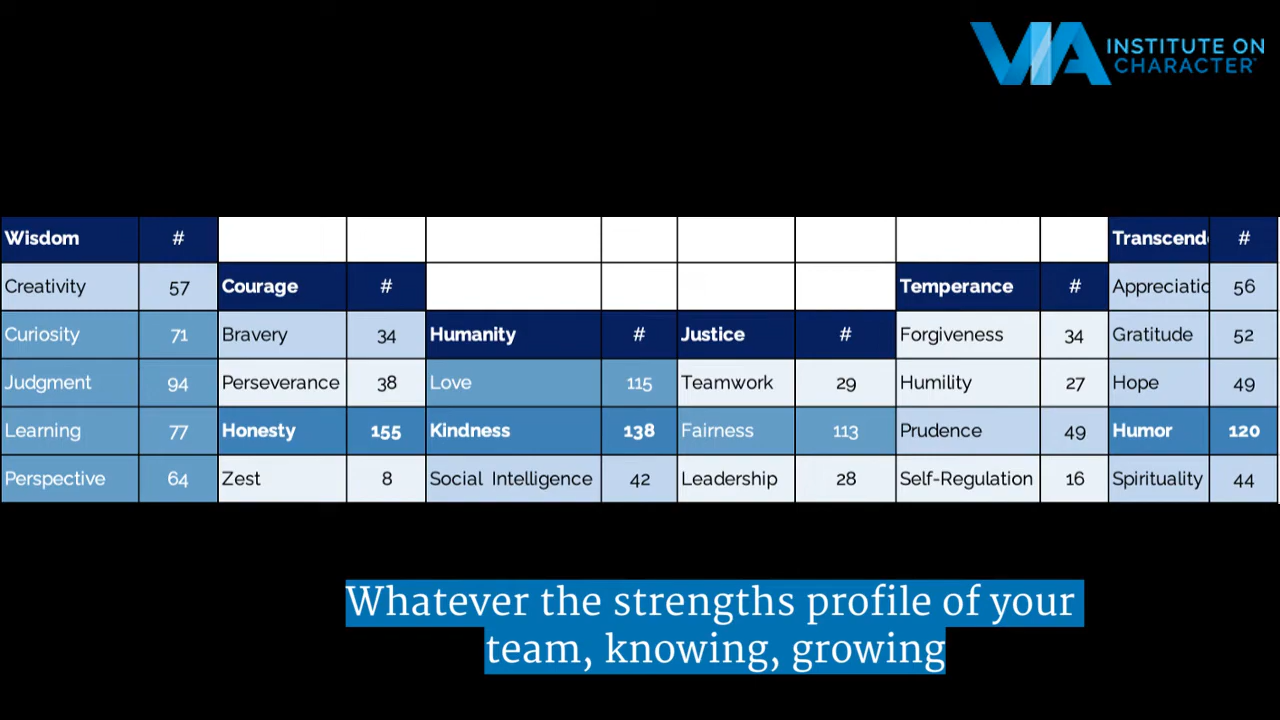 VIA INSTITUTE ON
CHARACTER
Wisdom # Transcend #
Creativity 57 Courage # Temperance # Appreciatio 56
Curiosity 71 Bravery 34 Humanity # Justice # Forgiveness 34 Gratitude 52
Judgment 94 Perseverance 38 Love 115 Teamwork 29 Humility 27 Hope 49
Learning 77 Honesty 155 Kindness 138 Fairness 113 Prudence 49 Humor 120
Perspective 64 Zest 8 Social Intelligence 42 Leadership 28 Self-Regulation 16 Spirituality 44
Whatever the strengths profile of your
team, knowing, growing